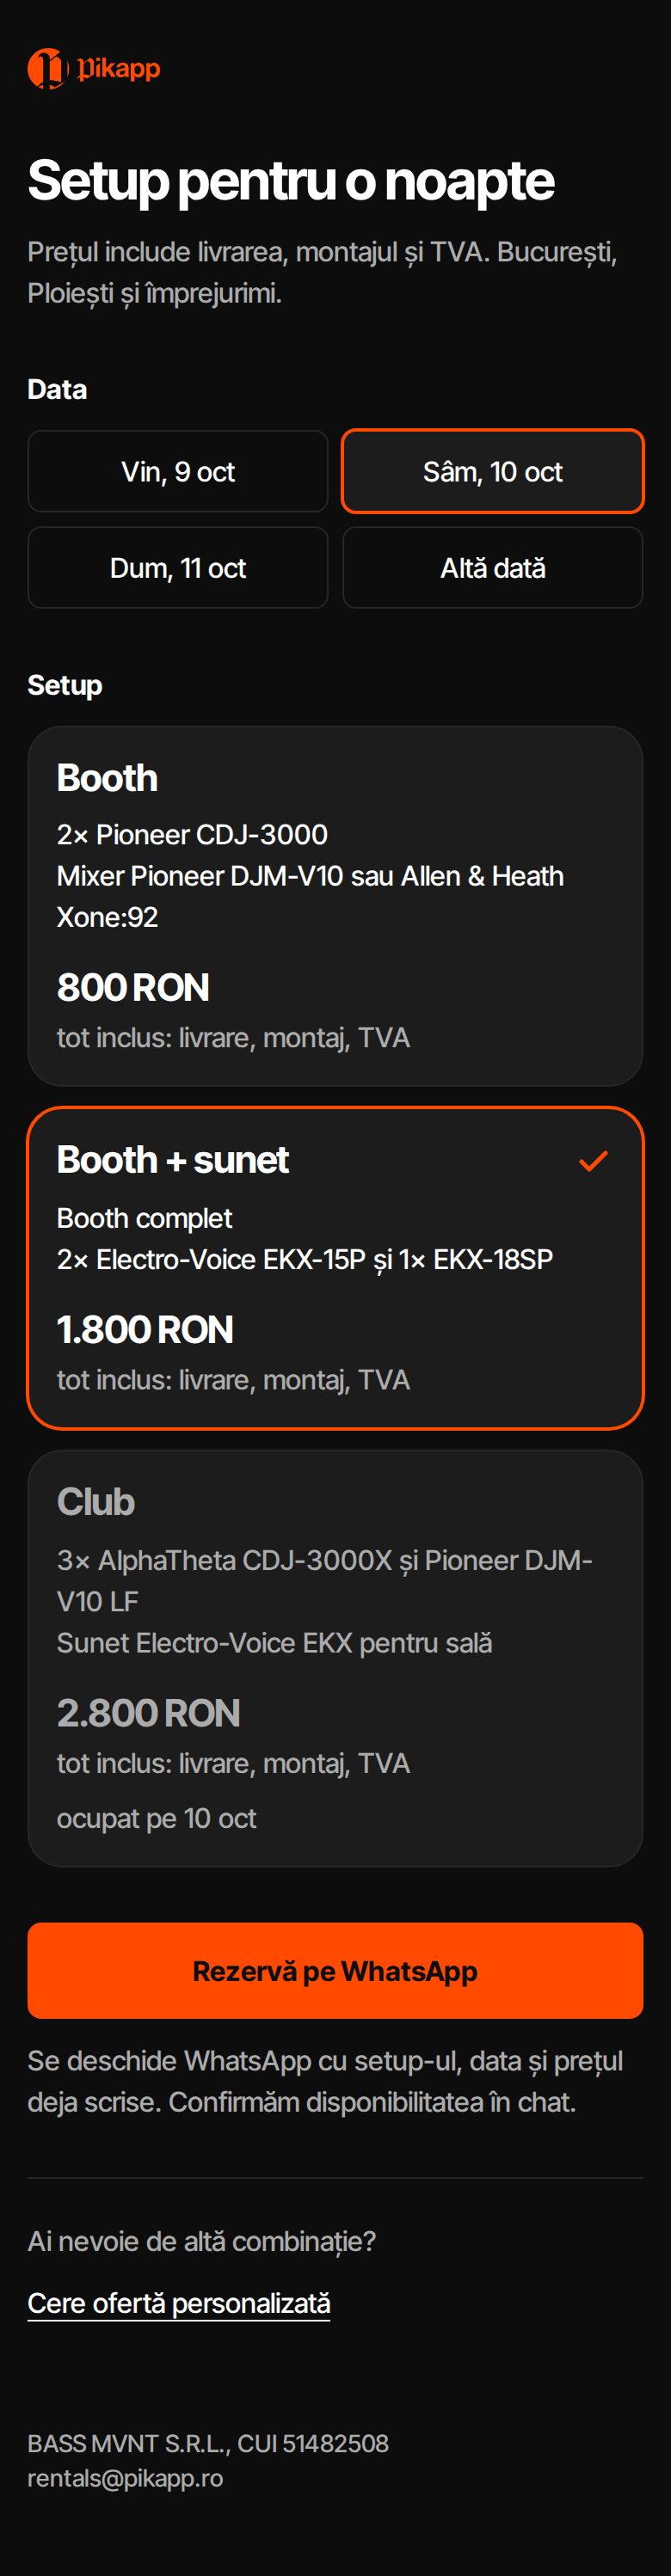 pikapp
Setup pentru o noapte
Prețul include livrarea, montajul și TVA. București,
Ploiești și împrejurimi.
Data
Vin, 9 oct
Sâm, 10 oct
Dum, 11 oct
Altă dată
Setup
Booth
2× Pioneer CDJ-3000
Mixer Pioneer DJM-V10 sau Allen & Heath
Xone:92
800 RON
tot inclus: livrare, montaj, TVA
Booth + sunet
Booth complet
2× Electro-Voice EKX-15P și 1× EKX-18SP
1.800 RON
tot inclus: livrare, montaj, TVA
Club
3× AlphaTheta CDJ-3000X și Pioneer DJM-
V10 LF
Sunet Electro-Voice EKX pentru sală
2.800 RON
tot inclus: livrare, montaj, TVA
ocupat pe 10 oct
Rezervă pe WhatsApp
Se deschide WhatsApp cu setup-ul, data și prețul
deja scrise. Confirmăm disponibilitatea în chat.
Ai nevoie de altă combinație?
Cere ofertă personalizată
BASS MVNT S.R.L., CUI 51482508
rentals@pikapp.ro